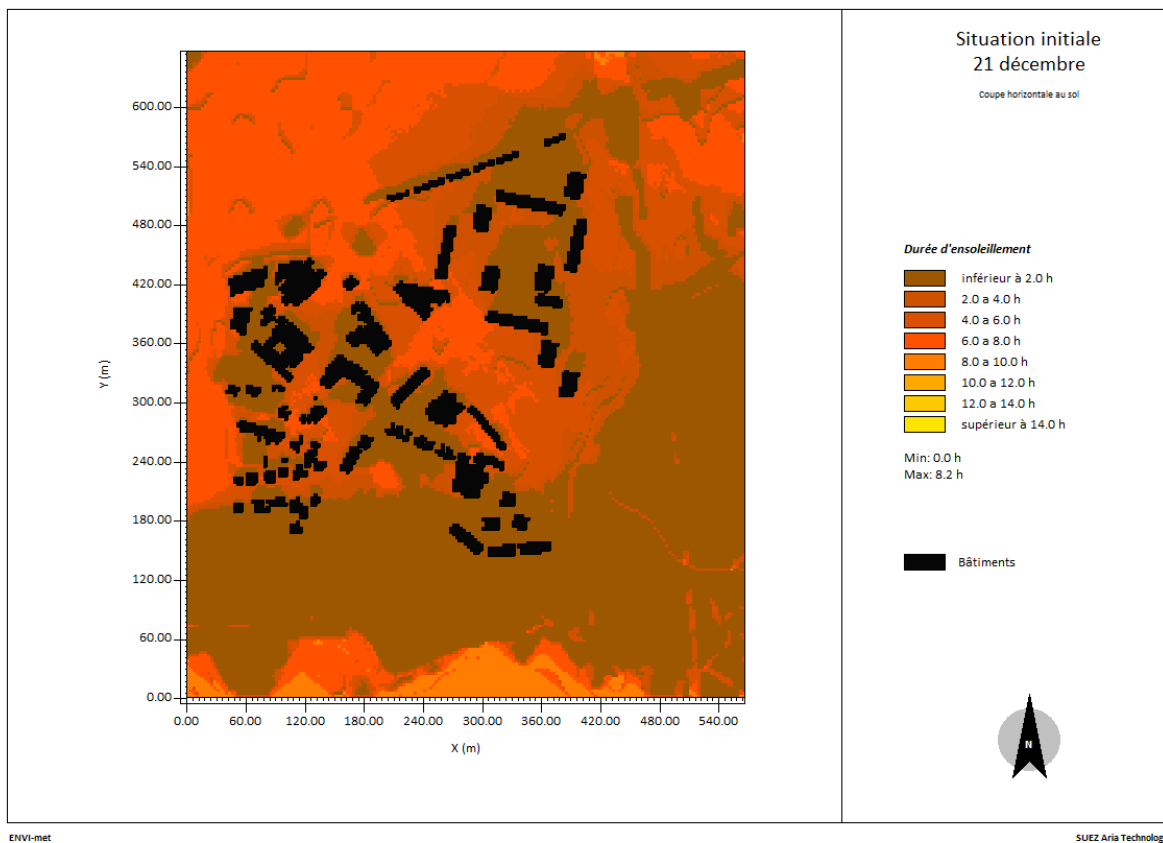 Situation initiale
21 décembre
Coupe horizontale au sol
600.00
540.00
480.00
420.00
360.00
300.00
240.00
180.00
120.00
60.00
0.00
Y (m)
0.00 60.00 120.00 180.00 240.00 300.00 360.00 420.00 480.00 540.00
X (m)
Durée d'ensoleillement
inférieur à 2.0 h
2.0 a 4.0 h
4.0 a 6.0 h
6.0 a 8.0 h
8.0 a 10.0 h
10.0 a 12.0 h
12.0 a 14.0 h
supérieur à 14.0 h
Min: 0.0 h
Max: 8.2 h
Bâtiments
N
ENVI-met
SUEZ Aria Technolog